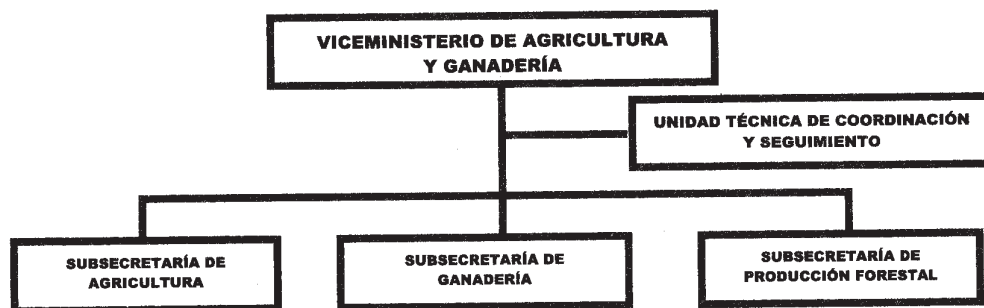 VICEMINISTERIO DE AGRICULTURA
Y GANADERÍA
UNIDAD TÉCNICA DE COORDINACIÓN
Y SEGUIMIENTO
SUBSECRETARÍA DE
AGRICULTURA
SUBSECRETARÍA DE
GANADERÍA
SUBSECRETARÍA DE
PRODUCCIÓN FORESTAL